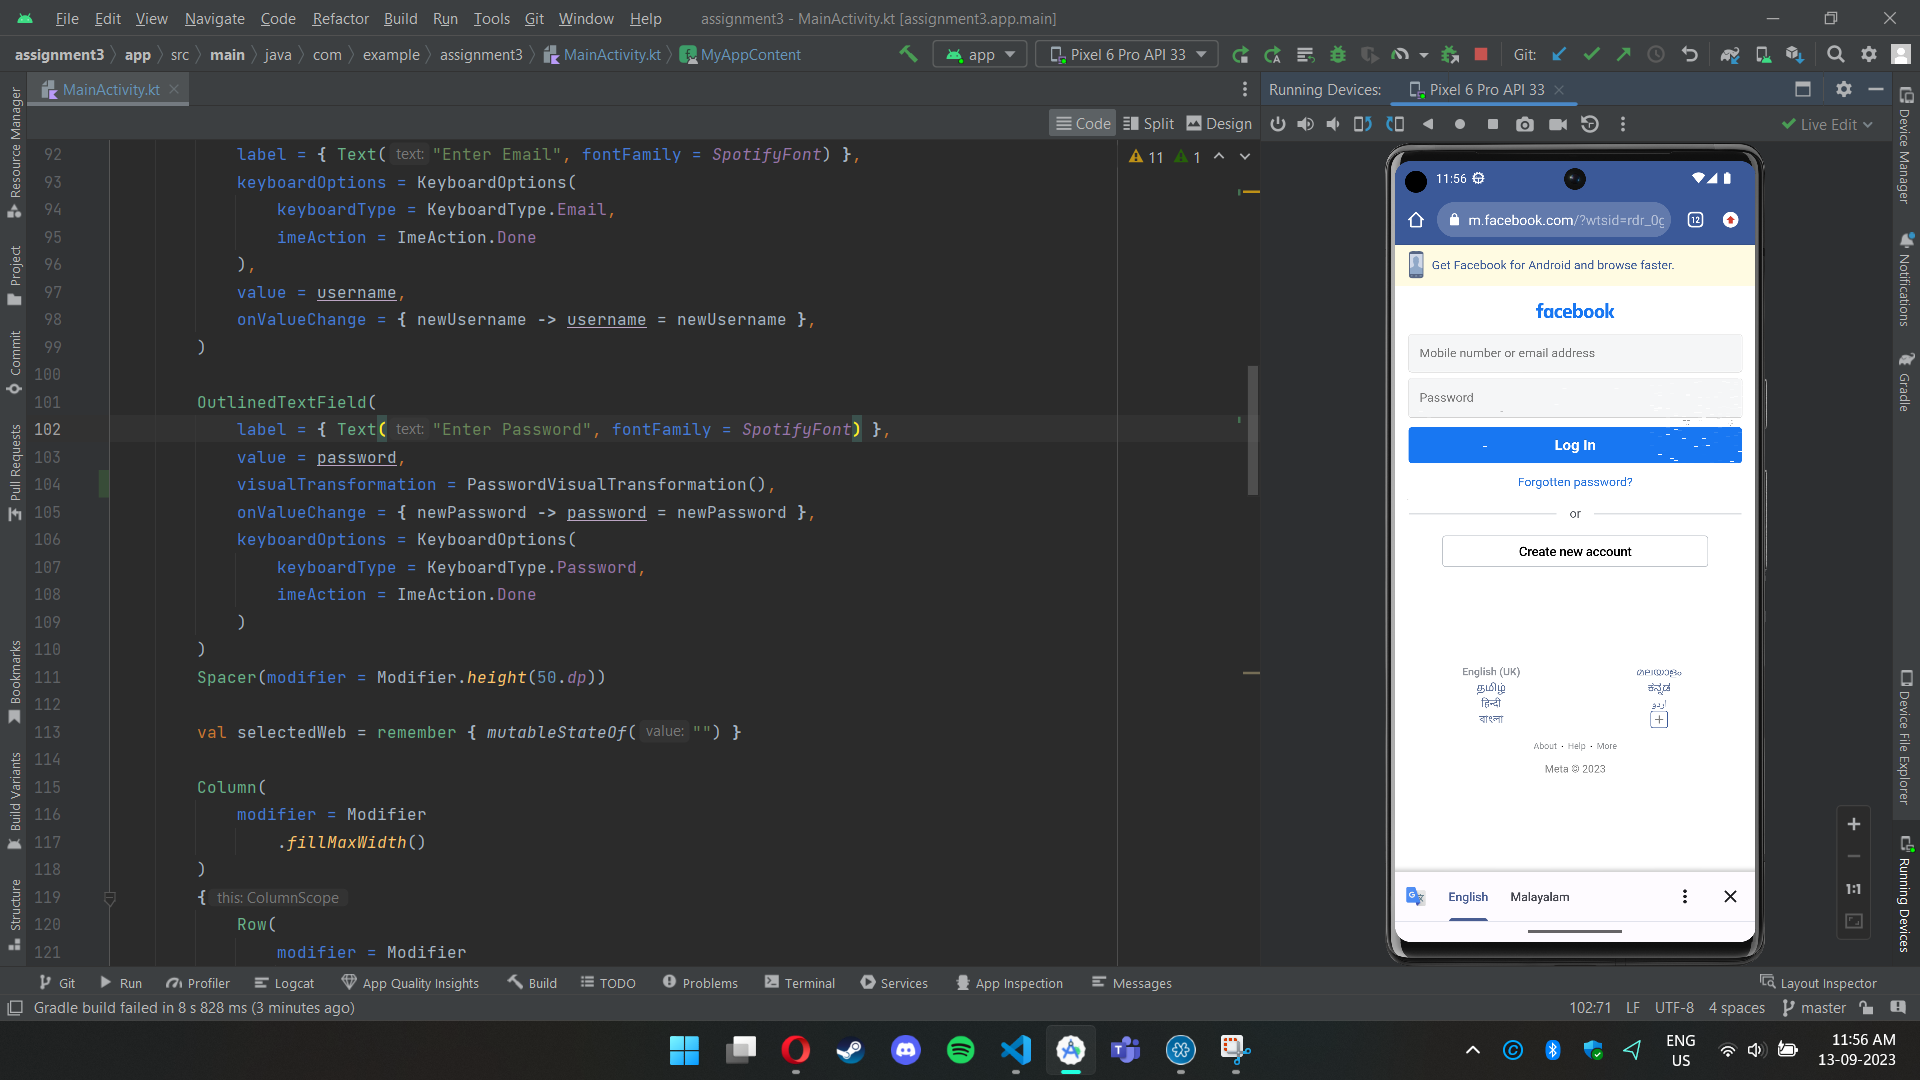 File Edit View Navigate Code Refactor Build Run Tools Git Window Help assignment3 - MainActivity.kt [assignment3.app.main]
assignment3 app src main java com example assignment3 MainActivity.kt MyAppContent app Pixel 6 Pro API 33 Git:
MainActivity.kt
Running Devices: Pixel 6 Pro API 33
Code Split Design
Live Edit
11 1
92 label = { Text( text: "Enter Email", fontFamily = SpotifyFont) },
93 keyboardOptions = KeyboardOptions(
94 keyboardType = KeyboardType.Email,
95 imeAction = ImeAction.Done
96 ),
97 value = username,
98 onValueChange = { newUsername -> username = newUsername },
99 )
100
101 OutlinedTextField(
102 label = { Text( text: "Enter Password", fontFamily = SpotifyFont) },
103 value = password,
104 visualTransformation = PasswordVisualTransformation(),
105 onValueChange = { newPassword -> password = newPassword },
106 keyboardOptions = KeyboardOptions(
107 keyboardType = KeyboardType.Password,
108 imeAction = ImeAction.Done
109 )
110 )
111 Spacer(modifier = Modifier.height(50.dp))
112
113 val selectedWeb = remember { mutableStateOf( value: "") }
114
115 Column(
116 modifier = Modifier
117 .fillMaxWidth()
118 )
119 { this: ColumnScope
120 Row(
121 modifier = Modifier
Resource Manager
Project
Commit
Pull Requests
Bookmarks
Build Variants
Structure
11:56
m.facebook.com/?wtsid=rdr_0g
12
Get Facebook for Android and browse faster.
facebook
Mobile number or email address
Password
Log In
Forgotten password?
or
Create new account
English (UK) മലയാളം
தமிழ் ಕನ್ನಡ
हिन्दी اردو
বাংলা
About · Help · More
Meta © 2023
English Malayalam
1:1
Device Manager
Notifications
Gradle
Device File Explorer
Running Devices
Git Run Profiler Logcat App Quality Insights Build TODO Problems Terminal Services App Inspection Messages Layout Inspector
Gradle build failed in 8 s 828 ms (3 minutes ago) 102:71 LF UTF-8 4 spaces master
ENG
US
11:56 AM
13-09-2023